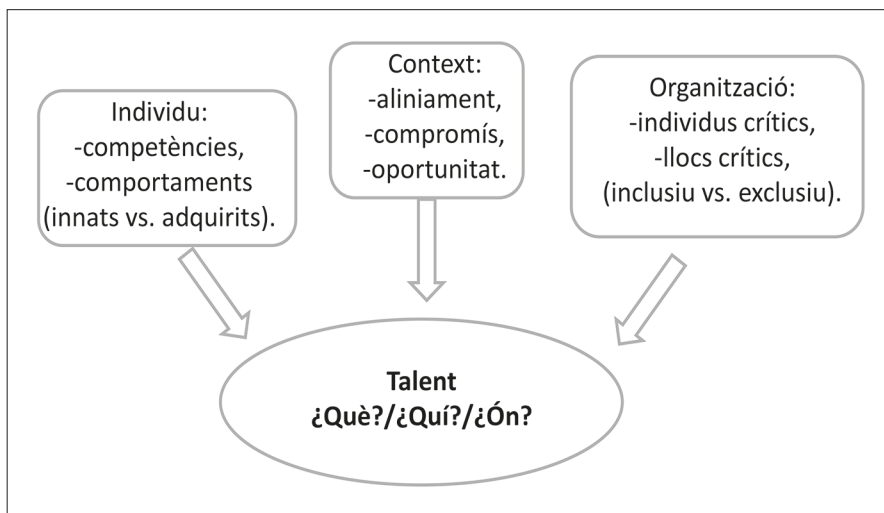 Individu:
-competències,
-comportaments
(innats vs. adquirits).
Context:
-aliniament,
-compromís,
-oportunitat.
Organització:
-individus crítics,
-llocs crítics,
(inclusiu vs. exclusiu).
Talent
¿Què?/¿Quí?/¿Ón?